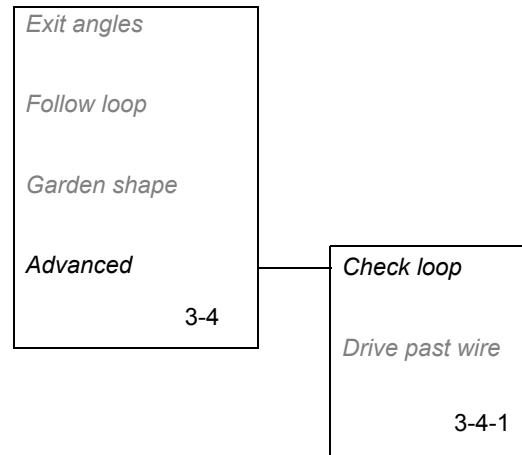 Exit angles
Follow loop
Garden shape
Advanced
3-4
Check loop
Drive past wire
3-4-1